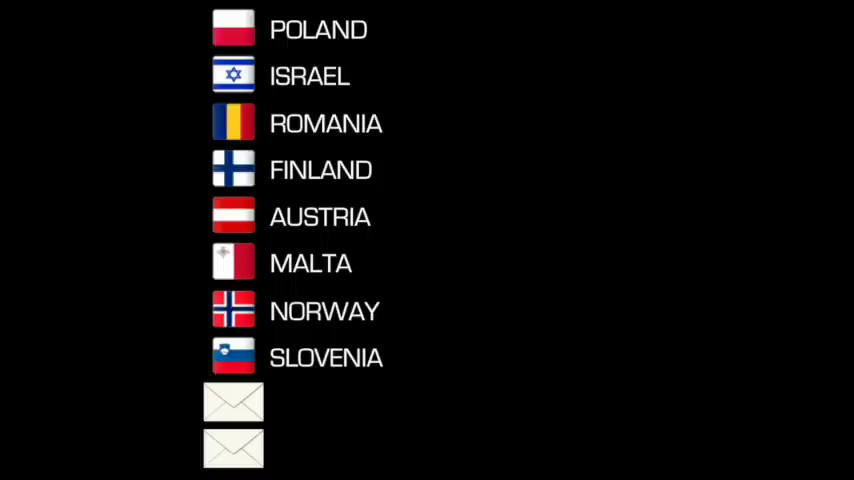 POLAND
ISRAEL
ROMANIA
FINLAND
AUSTRIA
MALTA
NORWAY
SLOVENIA